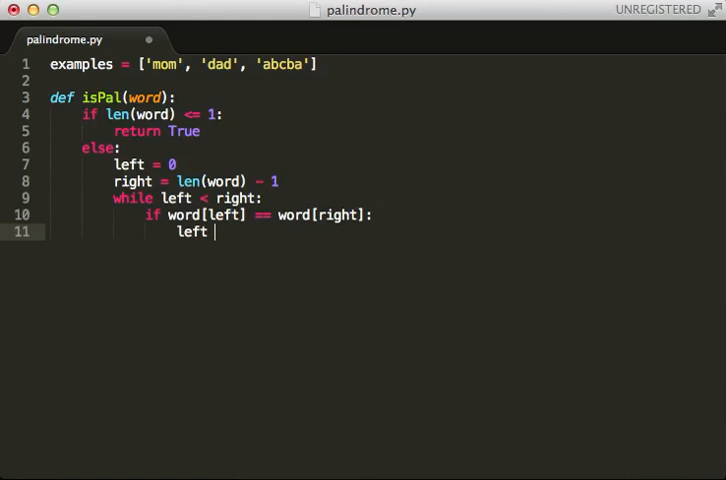 palindrome.py
UNREGISTERED
palindrome.py
1 examples = ['mom', 'dad', 'abcba']
2
3 def isPal(word):
4     if len(word) <= 1:
5         return True
6     else:
7         left = 0
8         right = len(word) - 1
9         while left < right:
10             if word[left] == word[right]:
11                 left